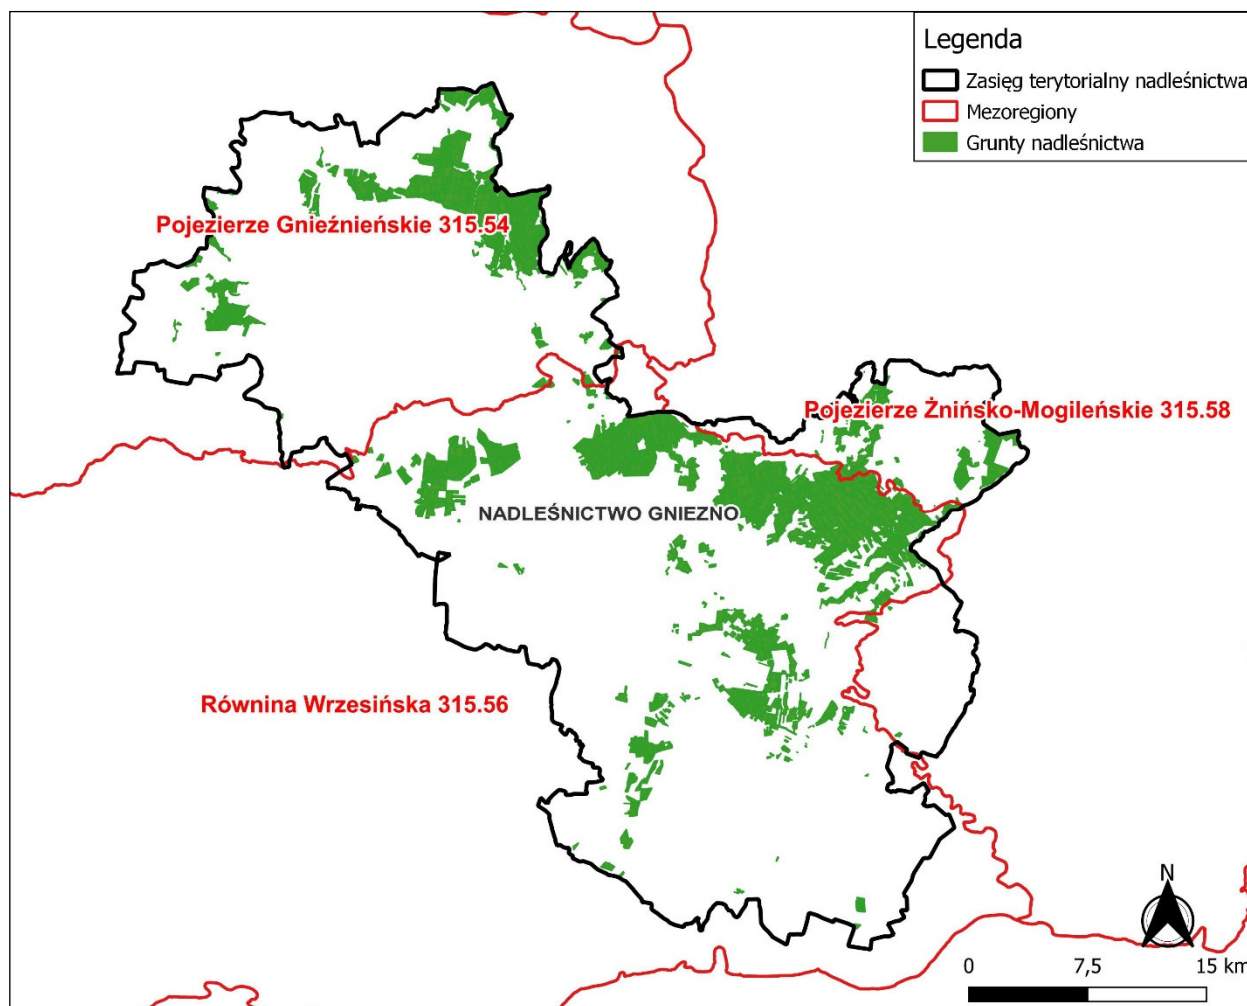 Legenda
Zasięg terytorialny nadleśnictwa
Mezoregiony
Grunty nadleśnictwa
Pojezierze Gnieźnieńskie 315.54
Pojezierze Żnińsko-Mogileńskie 315.58
NADLEŚNICTWO GNIEZNO
Równina Wrzesińska 315.56
N
0 7,5 15 km